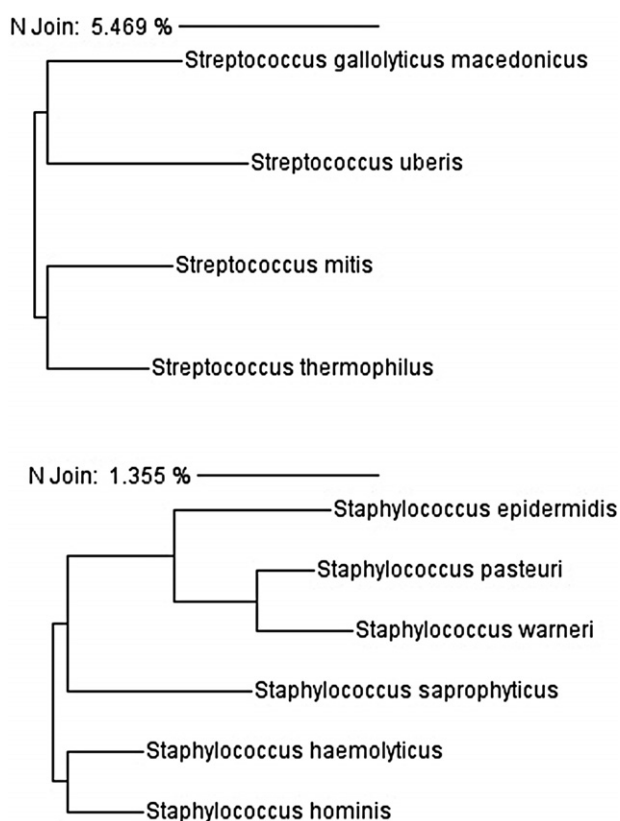 N Join: 5.469 %
Streptococcus gallolyticus macedonicus
Streptococcus uberis
Streptococcus mitis
Streptococcus thermophilus
N Join: 1.355 %
Staphylococcus epidermidis
Staphylococcus pasteuri
Staphylococcus warneri
Staphylococcus saprophyticus
Staphylococcus haemolyticus
Staphylococcus hominis